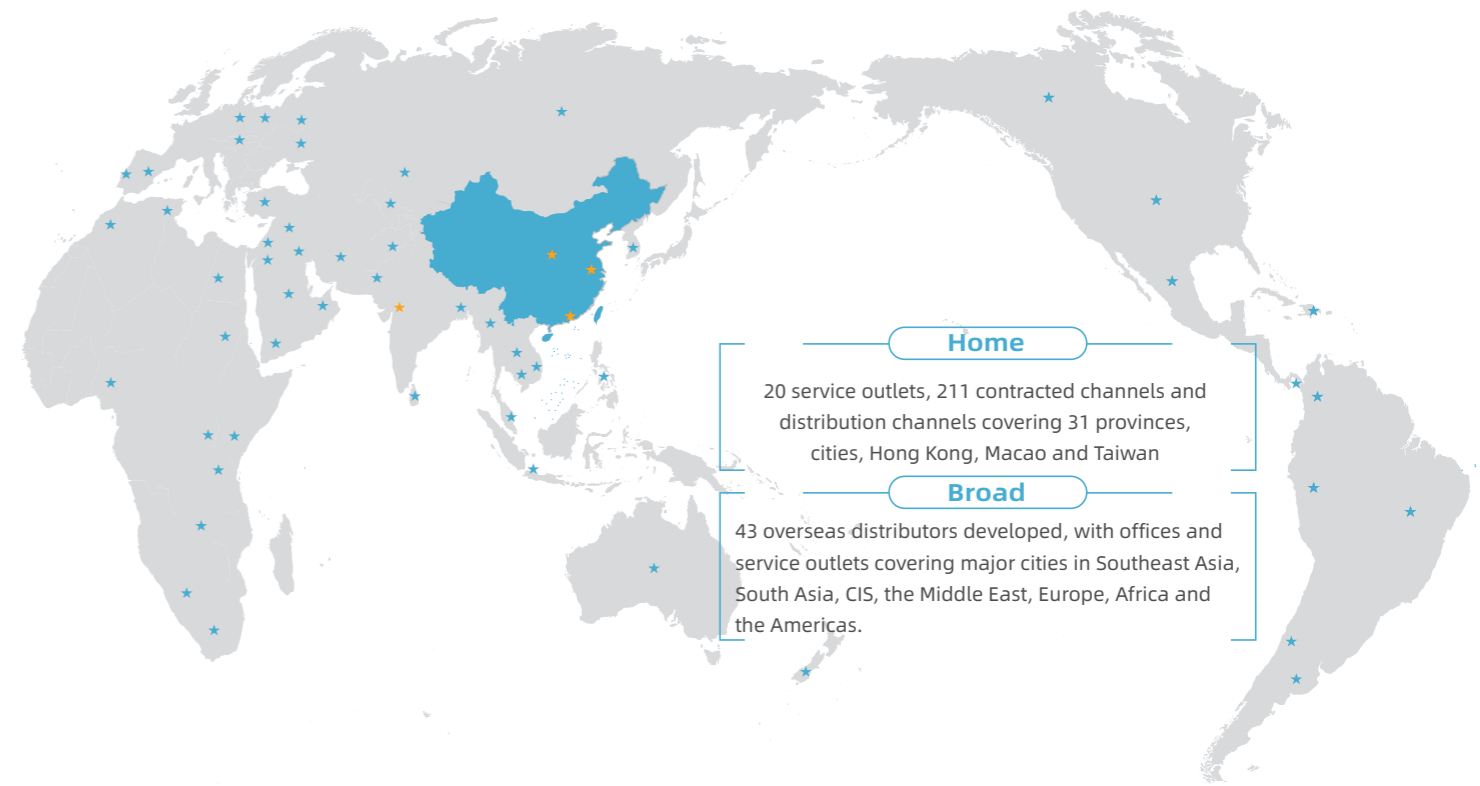 Home
20 service outlets, 211 contracted channels and
distribution channels covering 31 provinces,
cities, Hong Kong, Macao and Taiwan
Broad
43 overseas distributors developed, with offices and
service outlets covering major cities in Southeast Asia,
South Asia, CIS, the Middle East, Europe, Africa and
the Americas.